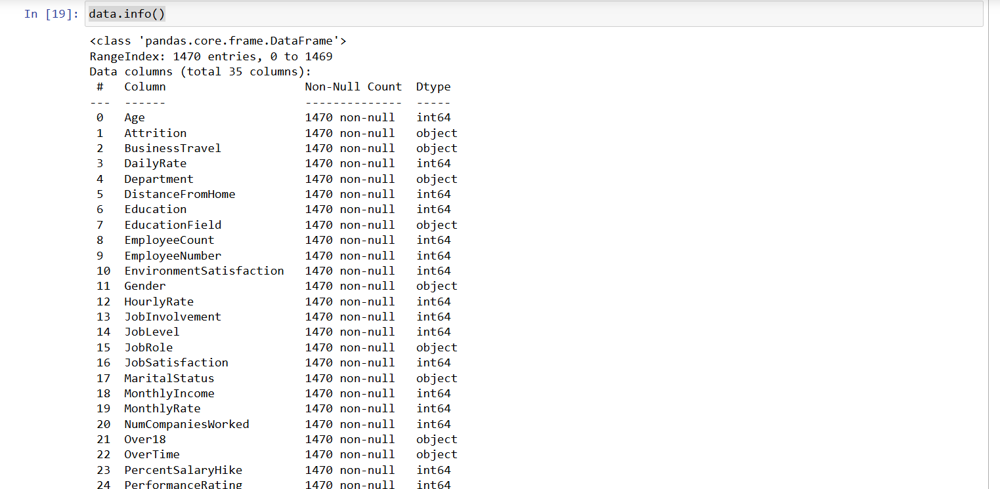 In [19]: data.info()
<class 'pandas.core.frame.DataFrame'>
RangeIndex: 1470 entries, 0 to 1469
Data columns (total 35 columns):
 #   Column                    Non-Null Count  Dtype
---  ------                    --------------  -----
 0   Age                       1470 non-null   int64
 1   Attrition                 1470 non-null   object
 2   BusinessTravel            1470 non-null   object
 3   DailyRate                 1470 non-null   int64
 4   Department                1470 non-null   object
 5   DistanceFromHome          1470 non-null   int64
 6   Education                 1470 non-null   int64
 7   EducationField            1470 non-null   object
 8   EmployeeCount             1470 non-null   int64
 9   EmployeeNumber            1470 non-null   int64
 10  EnvironmentSatisfaction   1470 non-null   int64
 11  Gender                    1470 non-null   object
 12  HourlyRate                1470 non-null   int64
 13  JobInvolvement            1470 non-null   int64
 14  JobLevel                  1470 non-null   int64
 15  JobRole                   1470 non-null   object
 16  JobSatisfaction           1470 non-null   int64
 17  MaritalStatus             1470 non-null   object
 18  MonthlyIncome             1470 non-null   int64
 19  MonthlyRate               1470 non-null   int64
 20  NumCompaniesWorked        1470 non-null   int64
 21  Over18                    1470 non-null   object
 22  OverTime                  1470 non-null   object
 23  PercentSalaryHike         1470 non-null   int64
 24  PerformanceRating         1470 non-null   int64